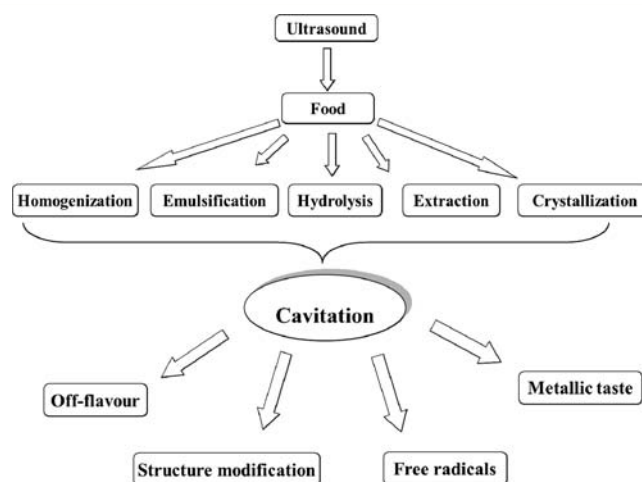 Ultrasound
Food
Homogenization
Emulsification
Hydrolysis
Extraction
Crystallization
Cavitation
Off-flavour
Metallic taste
Structure modification
Free radicals